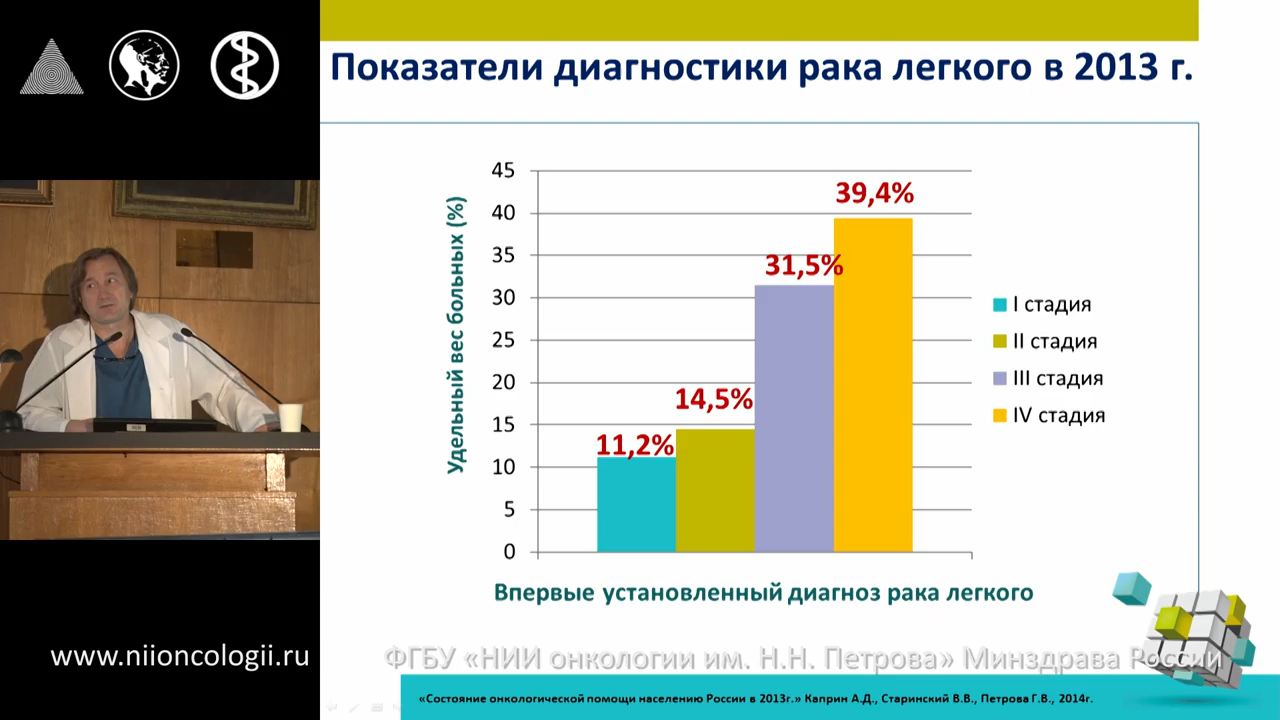 Показатели диагностики рака легкого в 2013 г.
Удельный вес больных (%)
45
40
35
30
25
20
15
10
5
0
11,2%
14,5%
31,5%
39,4%
I стадия
II стадия
III стадия
IV стадия
Впервые установленный диагноз рака легкого
www.niioncologii.ru
ФГБУ «НИИ онкологии им. Н.Н. Петрова» Минздрава России
«Состояние онкологической помощи населению России в 2013г.» Каприн А.Д., Старинский В.В., Петрова Г.В., 2014г.